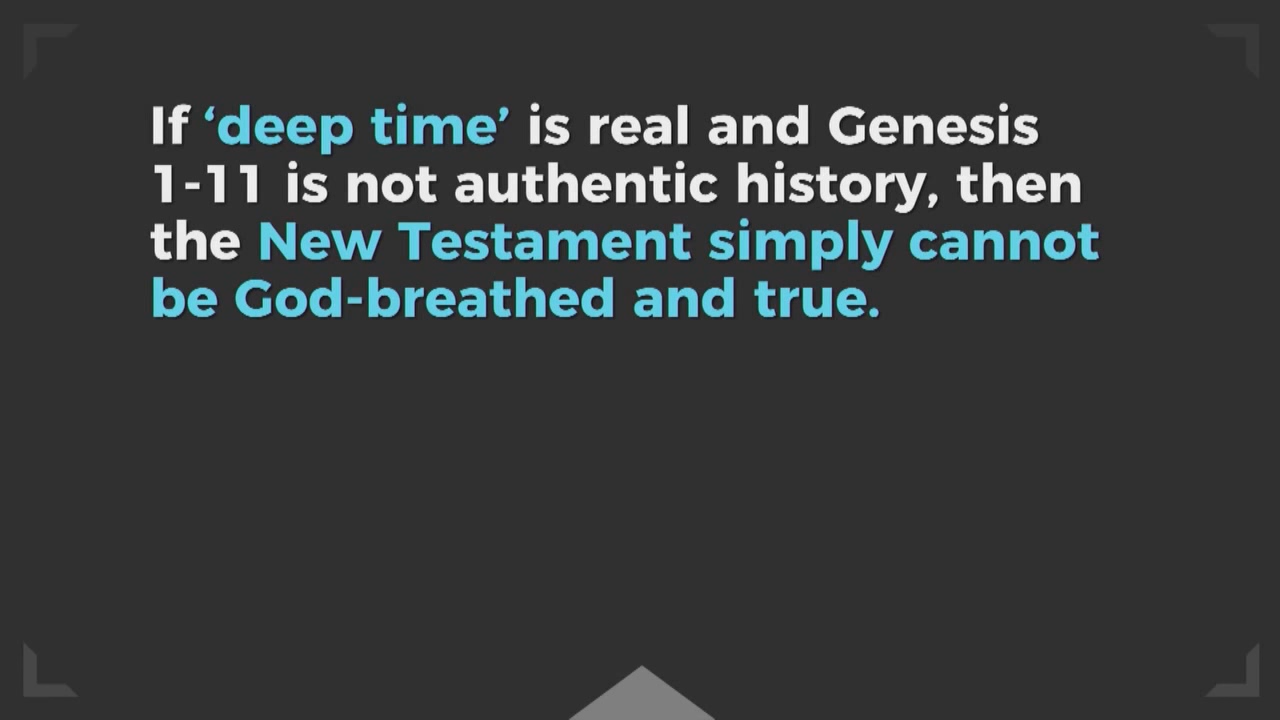 If ‘deep time’ is real and Genesis
1-11 is not authentic history, then
the New Testament simply cannot
be God-breathed and true.